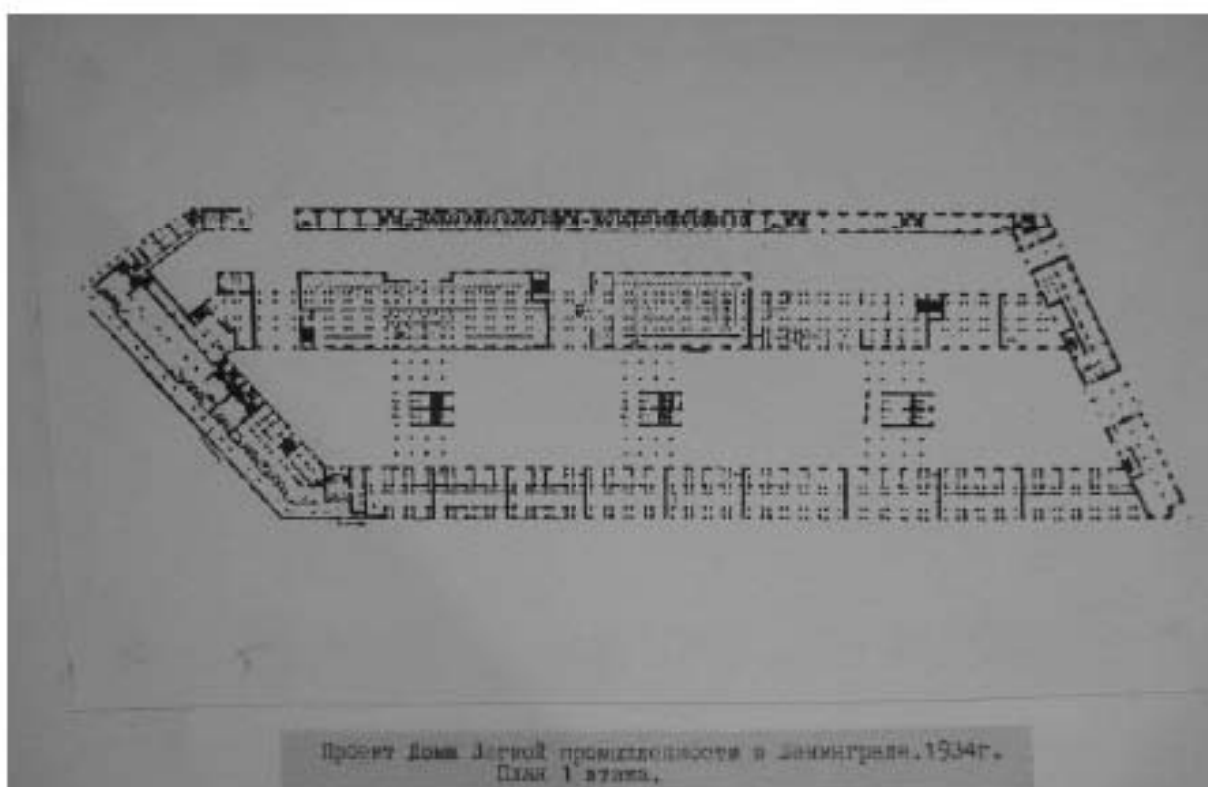 Проект Дома Легкой промышленности в Ленинграде.1934г.
План 1 этажа.